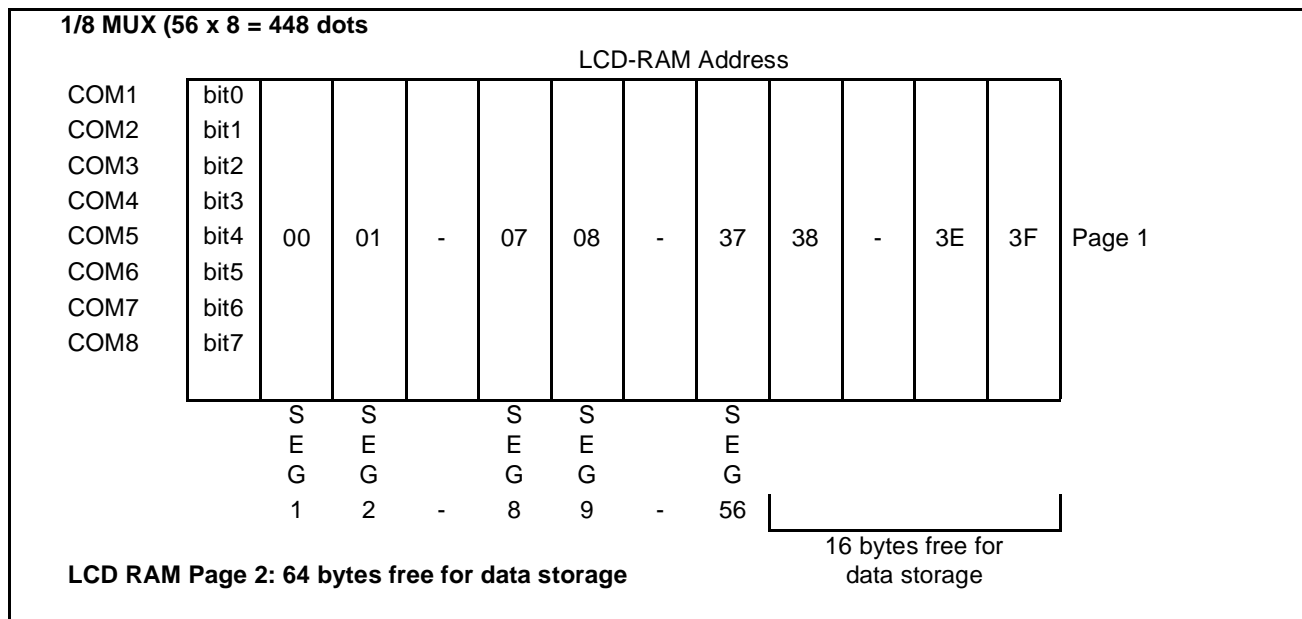 1/8 MUX (56 x 8 = 448 dots
LCD-RAM Address
COM1 bit0
COM2 bit1
COM3 bit2
COM4 bit3
COM5 bit4 00 01 - 07 08 - 37 38 - 3E 3F Page 1
COM6 bit5
COM7 bit6
COM8 bit7
S S S S S
E E E E E
G G - G G - G
1 2 - 8 9 - 56
16 bytes free for
LCD RAM Page 2: 64 bytes free for data storage data storage